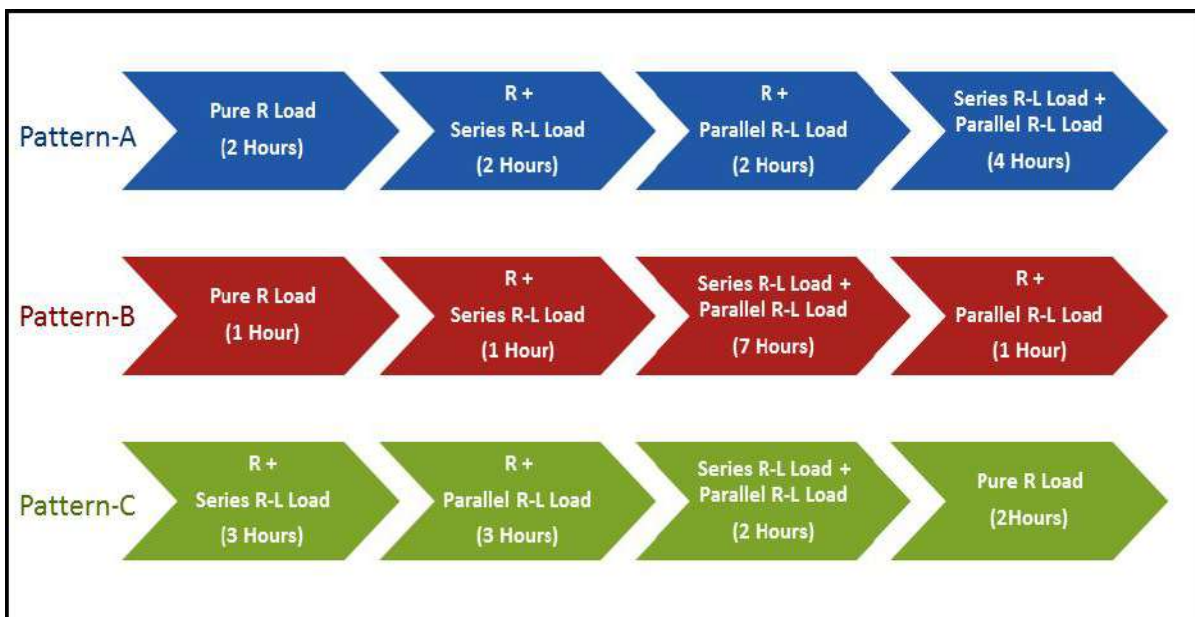 Pattern-A
Pure R Load
(2 Hours)
R +
Series R-L Load
(2 Hours)
R +
Parallel R-L Load
(2 Hours)
Series R-L Load +
Parallel R-L Load
(4 Hours)
Pattern-B
Pure R Load
(1 Hour)
R +
Series R-L Load
(1 Hour)
Series R-L Load +
Parallel R-L Load
(7 Hours)
R +
Parallel R-L Load
(1 Hour)
Pattern-C
R +
Series R-L Load
(3 Hours)
R +
Parallel R-L Load
(3 Hours)
Series R-L Load +
Parallel R-L Load
(2 Hours)
Pure R Load
(2Hours)